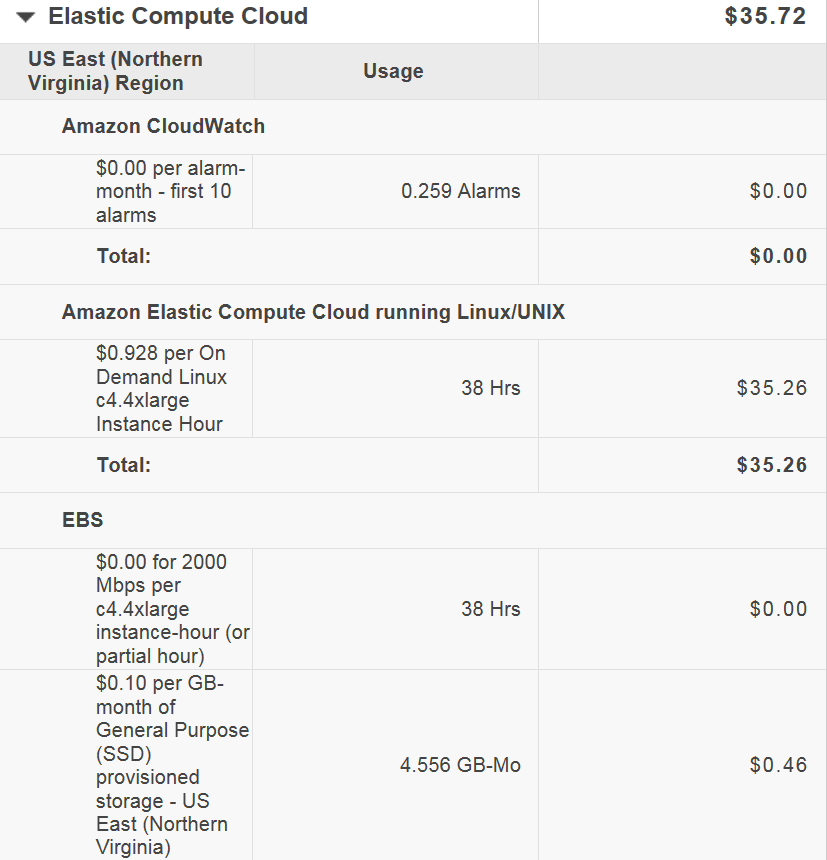 Elastic Compute Cloud $35.72
US East (Northern
Virginia) Region
Usage
Amazon CloudWatch
$0.00 per alarm-
month - first 10
alarms
0.259 Alarms $0.00
Total: $0.00
Amazon Elastic Compute Cloud running Linux/UNIX
$0.928 per On
Demand Linux
c4.4xlarge
Instance Hour
38 Hrs $35.26
Total: $35.26
EBS
$0.00 for 2000
Mbps per
c4.4xlarge
instance-hour (or
partial hour)
38 Hrs $0.00
$0.10 per GB-
month of
General Purpose
(SSD)
provisioned
storage - US
East (Northern
Virginia)
4.556 GB-Mo $0.46